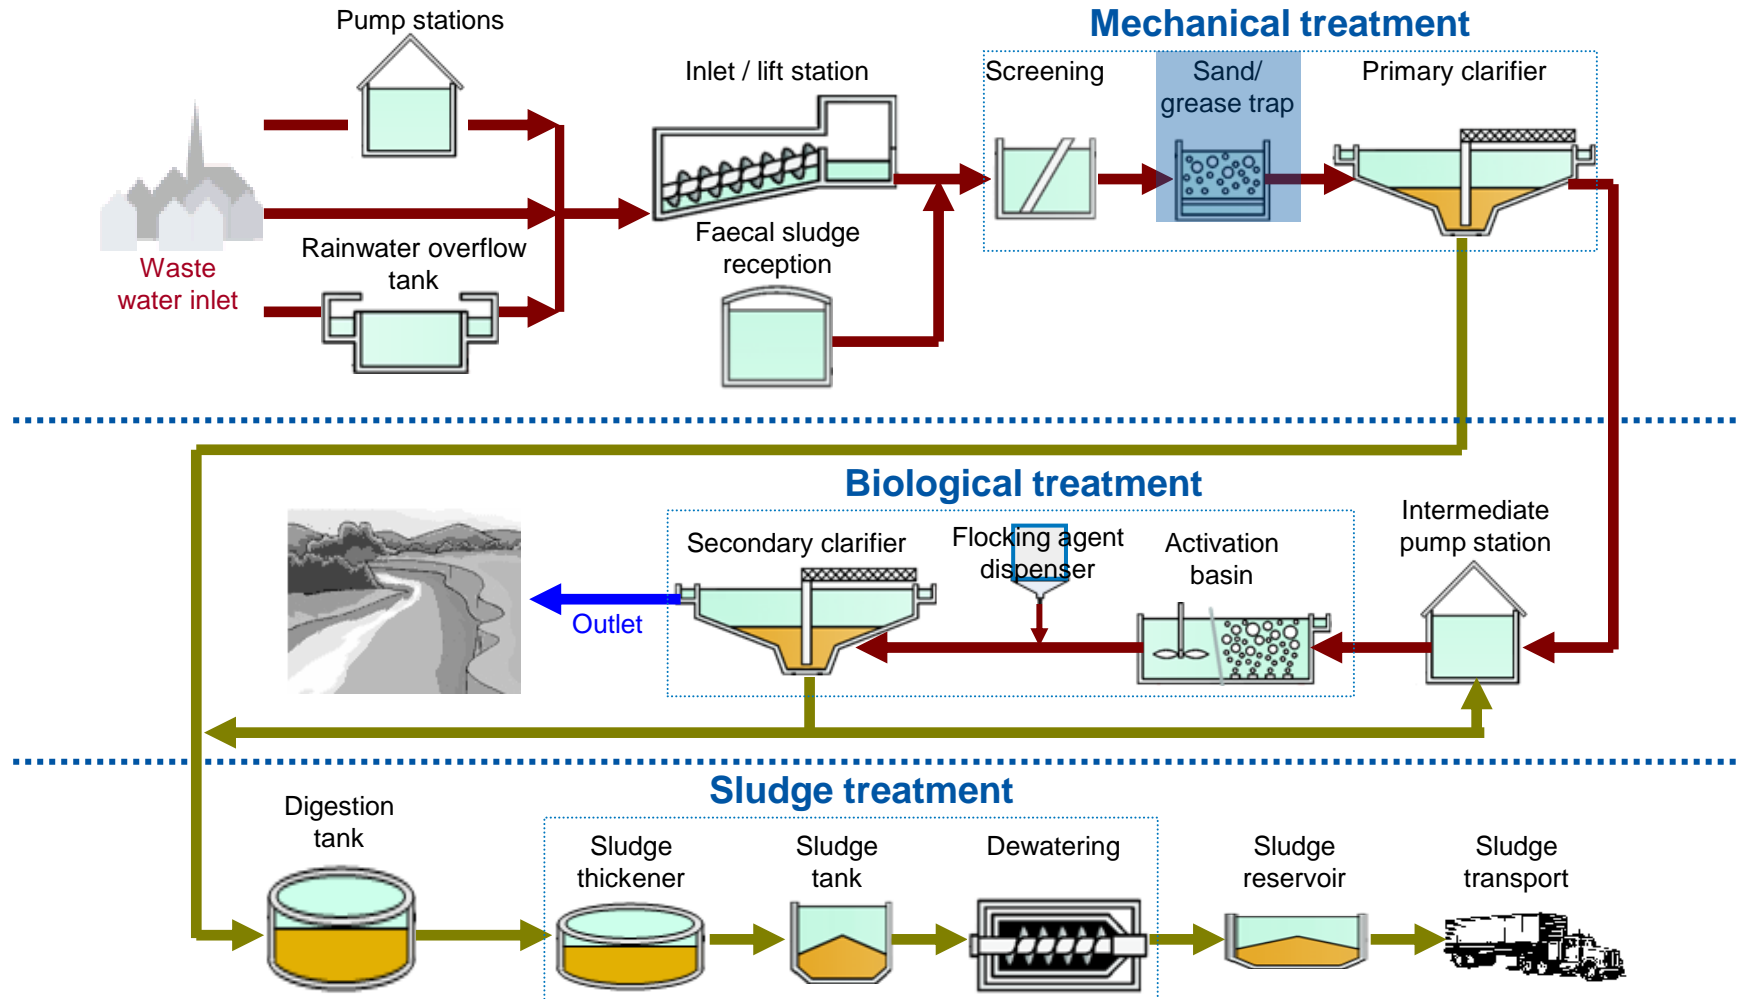 Mechanical treatment
Pump stations
Inlet / lift station
Screening
Sand/
grease trap
Primary clarifier
Waste
water inlet
Rainwater overflow
tank
Faecal sludge
reception
Biological treatment
Secondary clarifier
Flocking agent
dispenser
Activation
basin
Intermediate
pump station
Outlet
Sludge treatment
Digestion
tank
Sludge
thickener
Sludge
tank
Dewatering
Sludge
reservoir
Sludge
transport